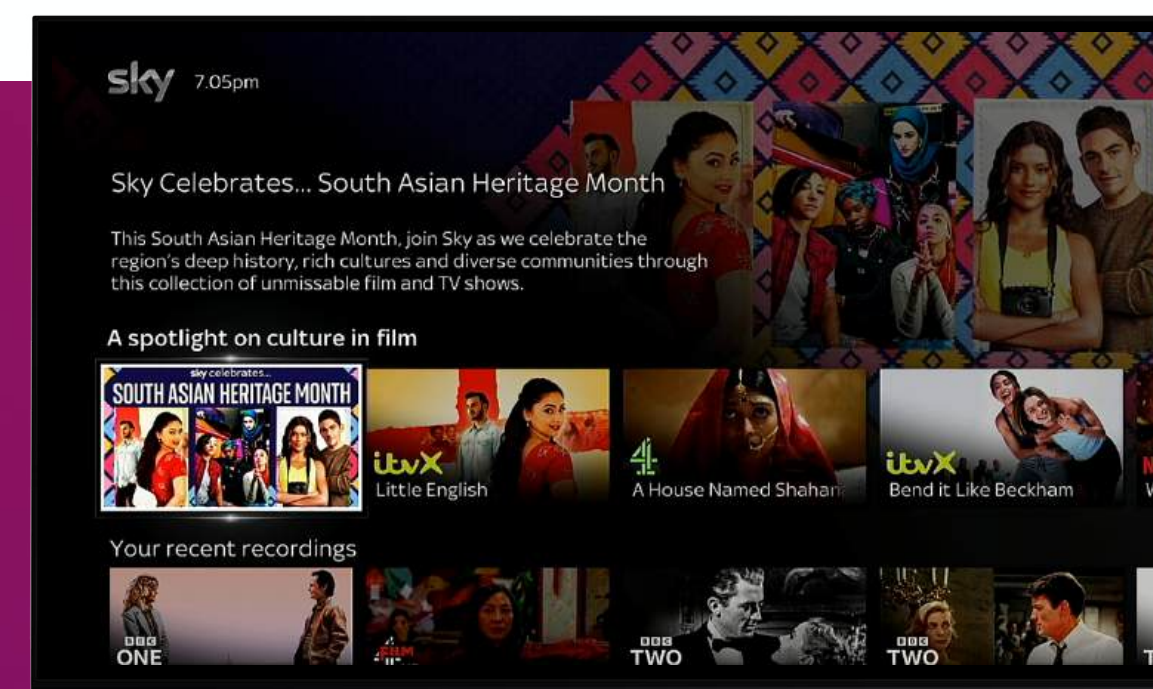 sky 7.05pm
Sky Celebrates... South Asian Heritage Month
This South Asian Heritage Month, join Sky as we celebrate the
region's deep history, rich cultures and diverse communities through
this collection of unmissable film and TV shows.
A spotlight on culture in film
sky celebrates...
SOUTH ASIAN HERITAGE MONTH
itvX
Little English
4
A House Named Shahana
itvX
Bend it Like Beckham
N
W
Your recent recordings
BBC
ONE
FILM
BBC
TWO
BBC
TWO
T